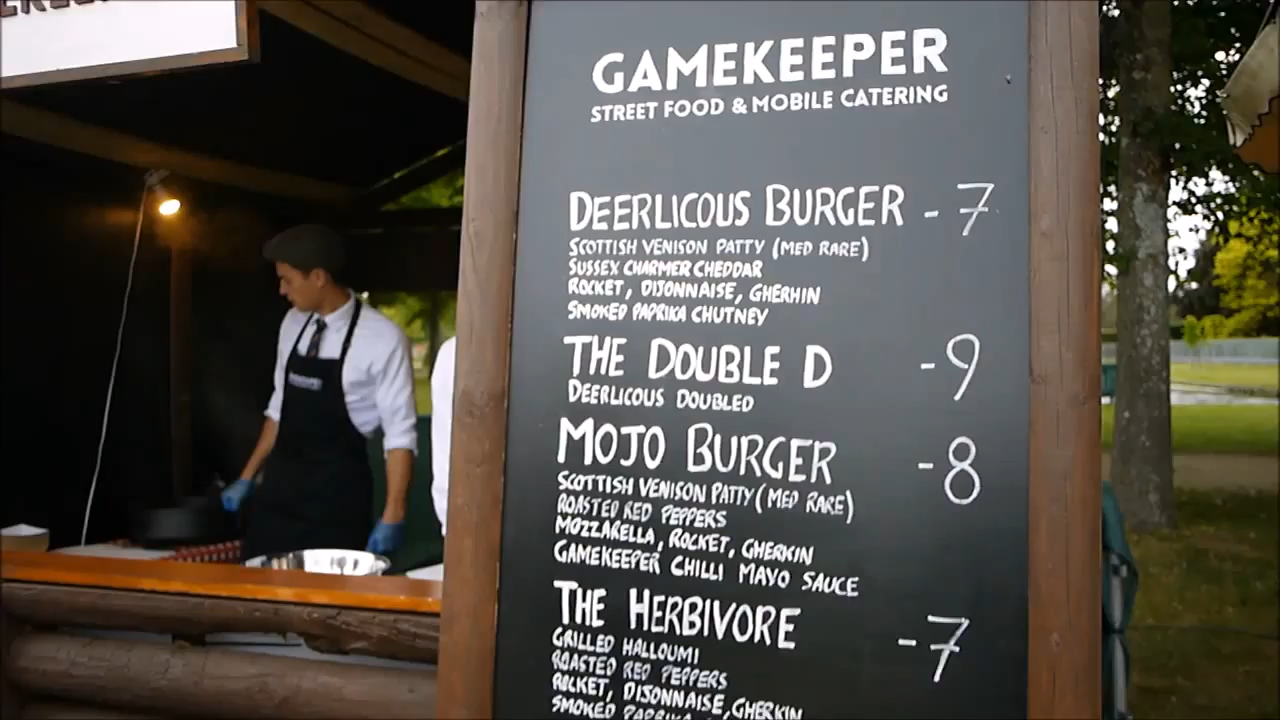 GAMEKEEPER
STREET FOOD & MOBILE CATERING
DEERLICOUS BURGER - 7
SCOTTISH VENISON PATTY (MED RARE)
SUSSEX CHARMER CHEDDAR
ROCKET, DIJONNAISE, GHERHIN
SMOKED PAPRIKA CHUTNEY
THE DOUBLE D - 9
DEERLICOUS DOUBLED
MOJO BURGER - 8
SCOTTISH VENISON PATTY (MED RARE)
ROASTED RED PEPPERS
MOZZARELLA, ROCKET, GHERKIN
GAMEKEEPER CHILLI MAYO SAUCE
THE HERBIVORE - 7
GRILLED HALLOUMI
ROASTED RED PEPPERS
ROCKET, DIJONNAISE, GHERKIN
SMOKED PAPRIKA